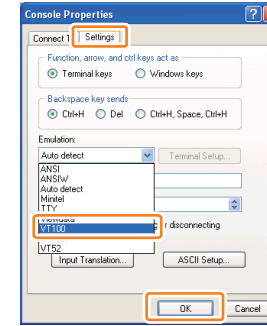 Console Properties
Connect T Settings
Function, arrow, and ctrl keys act as
Terminal keys Windows keys
Backspace key sends
Ctrl+H Del Ctrl+H, Space, Ctrl+H
Emulation:
Auto detect Terminal Setup...
ANSI
ANSIW
Auto detect
Minitel
TTY
Viewdata
VT100 r disconnecting
VT52
Input Translation... ASCII Setup...
OK Cancel